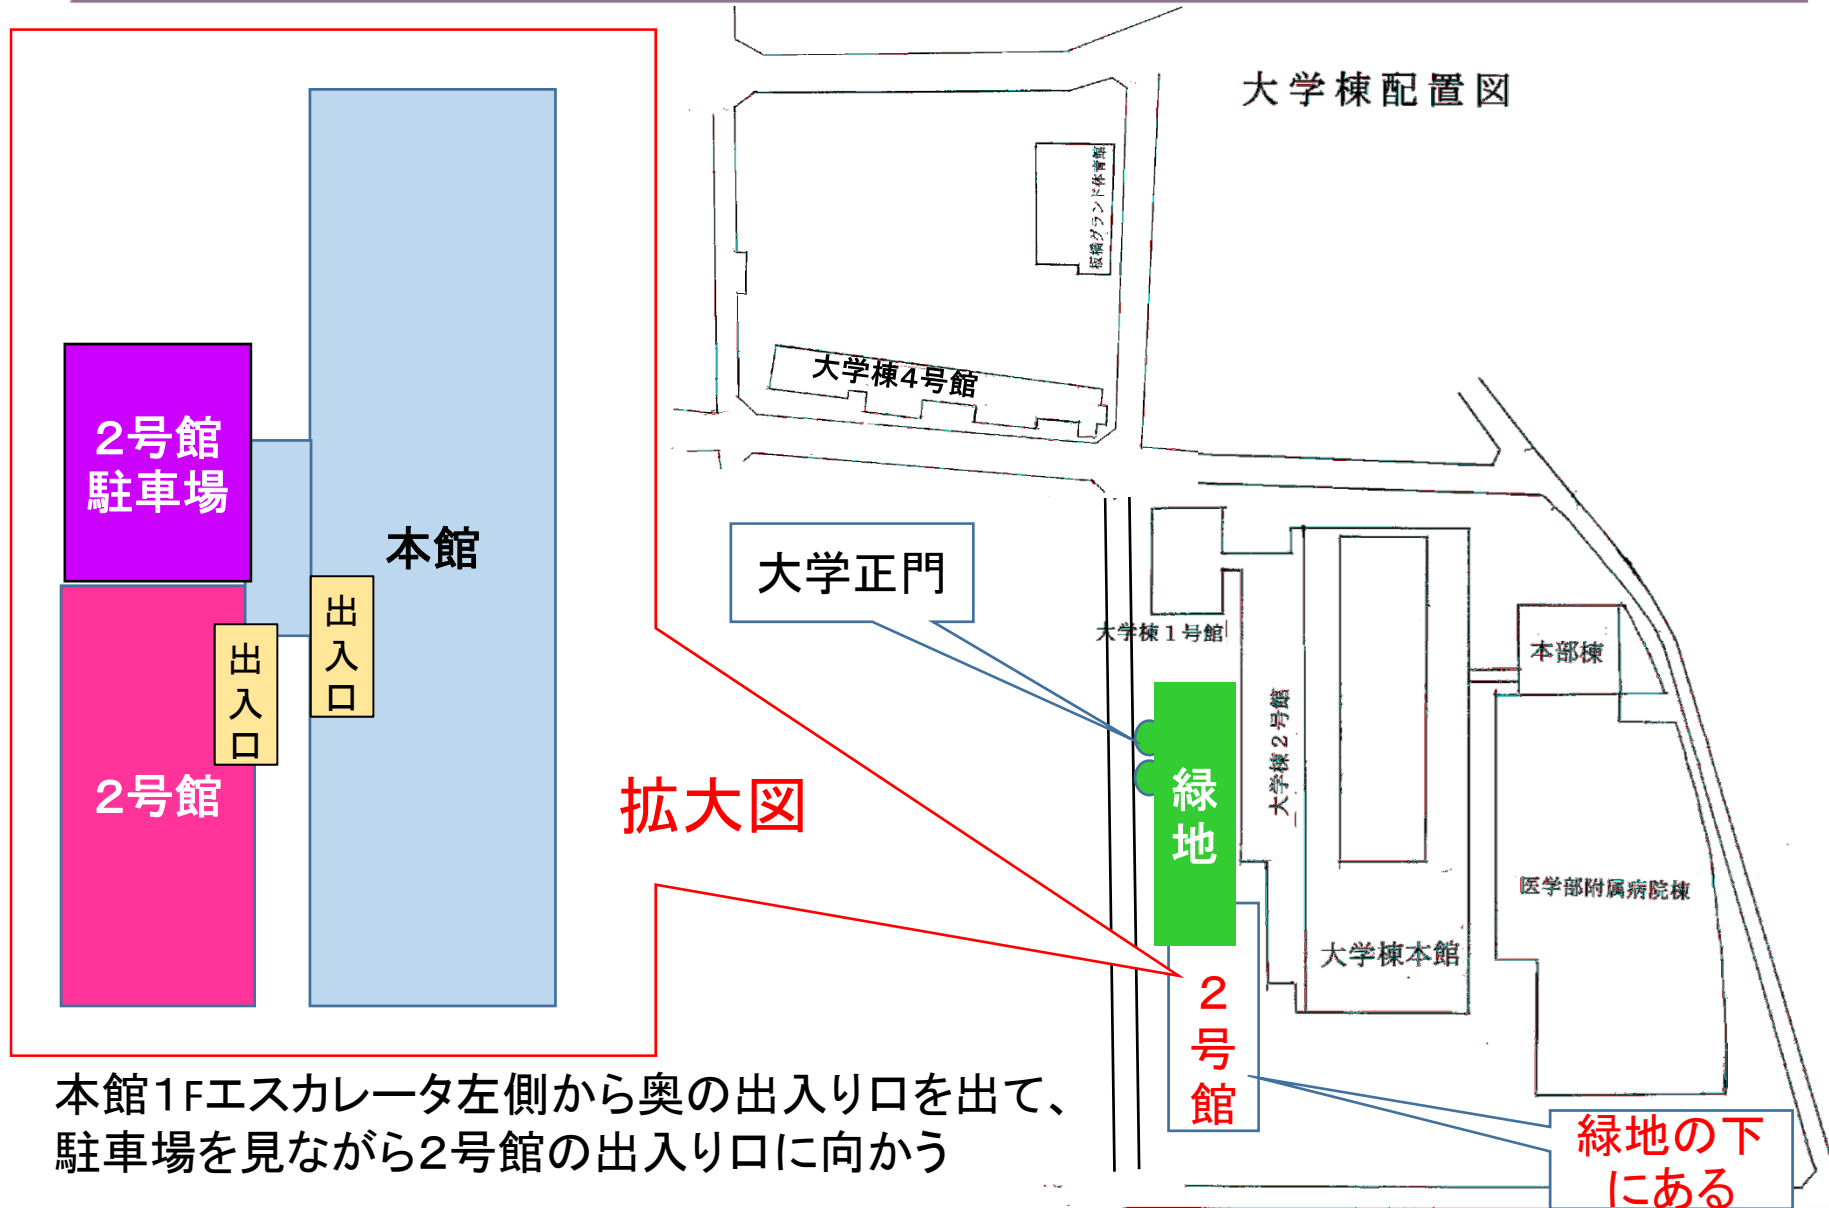 大学棟配置図
板橋グランド体育館
大学棟4号館
2号館
駐車場
本館
出入口
出入口
2号館
拡大図
大学正門
大学棟1号館
緑地
大学棟2号館
本部棟
医学部附属病院棟
大学棟本館
2号館
緑地の下
にある
本館1Fエスカレータ左側から奥の出入り口を出て、
駐車場を見ながら2号館の出入り口に向かう